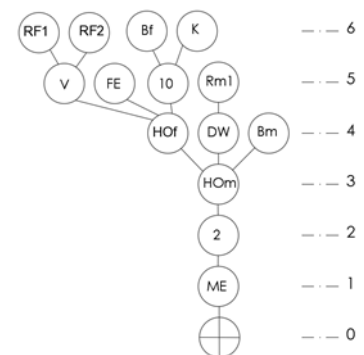 RF1 RF2 Bf K 6
V FE 10 Rm1 5
HOf DW Bm 4
HOm 3
2 2
ME 1
0